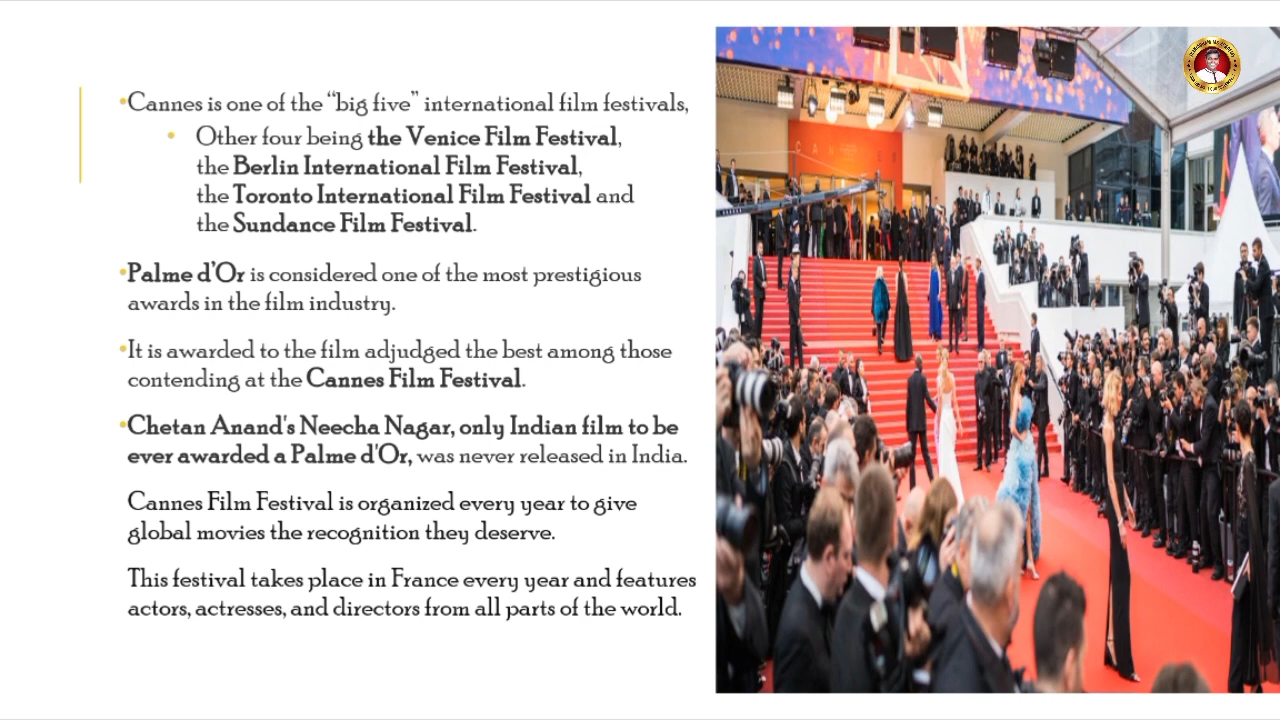 •Cannes is one of the “big five” international film festivals,
• Other four being the Venice Film Festival,
the Berlin International Film Festival,
the Toronto International Film Festival and
the Sundance Film Festival.
•Palme d’Or is considered one of the most prestigious
awards in the film industry.
•It is awarded to the film adjudged the best among those
contending at the Cannes Film Festival.
•Chetan Anand's Neecha Nagar, only Indian film to be
ever awarded a Palme d'Or, was never released in India.
Cannes Film Festival is organized every year to give
global movies the recognition they deserve.
This festival takes place in France every year and features
actors, actresses, and directors from all parts of the world.